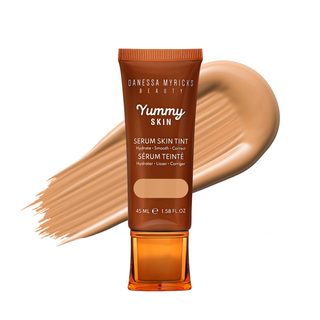 DANESSA MYRICKS
BEAUTY
Yummy
SKIN
SERUM SKIN TINT
Hydrate • Smooth • Correct
SÉRUM TEINTÉ
Hydrater • Lisser • Corriger
45 ML ℮ 1.58 FL.OZ